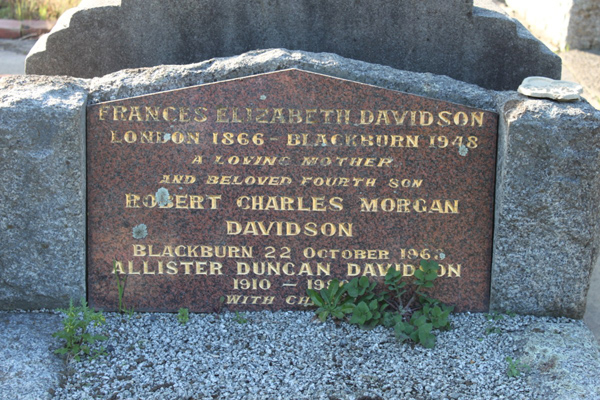 FRANCES ELIZABETH DAVIDSON
LONDON 1866 - BLACKBURN 1948
A LOVING MOTHER
AND BELOVED FOURTH SON
ROBERT CHARLES MORGAN
DAVIDSON
BLACKBURN 22 OCTOBER
ALLISTER DUNCAN DAVIDSON
1910 -
WITH